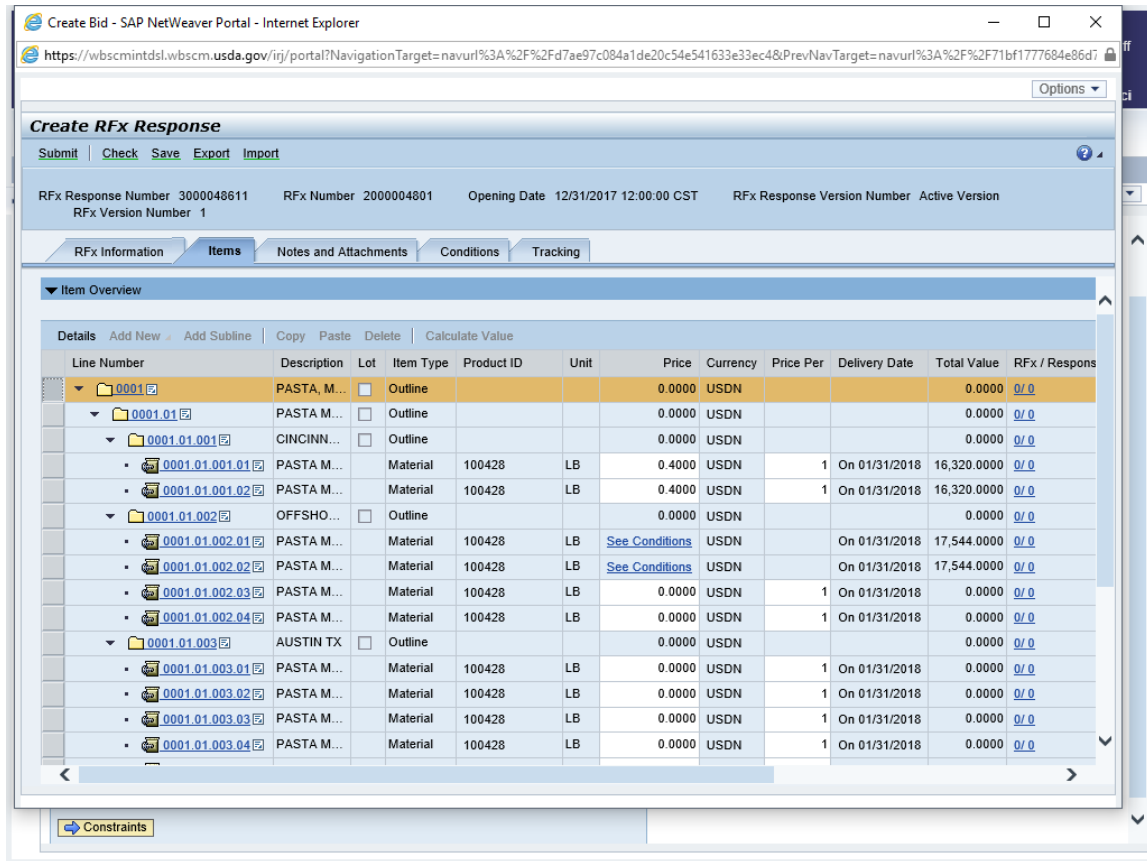 Create Bid - SAP NetWeaver Portal - Internet Explorer
https://wbscmintdsl.wbscm.usda.gov/irj/portal?NavigationTarget=navurl%3A%2F%2Fd7ae97c084a1de20c54e541633e33ec4&PrevNavTarget=navurl%3A%2F%2F71bf1777684e86d7
ff
Options
ci
Create RFx Response
Submit Check Save Export Import
RFx Response Number 3000048611 RFx Number 2000004801 Opening Date 12/31/2017 12:00:00 CST RFx Response Version Number Active Version
RFx Version Number 1
RFx Information Items Notes and Attachments Conditions Tracking
Item Overview
Details Add New Add Subline Copy Paste Delete Calculate Value
Line Number Description Lot Item Type Product ID Unit Price Currency Price Per Delivery Date Total Value RFx / Respons
0001 PASTA, M... Outline 0.0000 USDN 0.0000 0/ 0
0001.01 PASTA M... Outline 0.0000 USDN 0.0000 0/ 0
0001.01.001 CINCINN... Outline 0.0000 USDN 0.0000 0/ 0
0001.01.001.01 PASTA M... Material 100428 LB 0.4000 USDN 1 On 01/31/2018 16,320.0000 0/ 0
0001.01.001.02 PASTA M... Material 100428 LB 0.4000 USDN 1 On 01/31/2018 16,320.0000 0/ 0
0001.01.002 OFFSHO... Outline 0.0000 USDN 0.0000 0/ 0
0001.01.002.01 PASTA M... Material 100428 LB See Conditions USDN On 01/31/2018 17,544.0000 0/ 0
0001.01.002.02 PASTA M... Material 100428 LB See Conditions USDN On 01/31/2018 17,544.0000 0/ 0
0001.01.002.03 PASTA M... Material 100428 LB 0.0000 USDN 1 On 01/31/2018 0.0000 0/ 0
0001.01.002.04 PASTA M... Material 100428 LB 0.0000 USDN 1 On 01/31/2018 0.0000 0/ 0
0001.01.003 AUSTIN TX Outline 0.0000 USDN 0.0000 0/ 0
0001.01.003.01 PASTA M... Material 100428 LB 0.0000 USDN 1 On 01/31/2018 0.0000 0/ 0
0001.01.003.02 PASTA M... Material 100428 LB 0.0000 USDN 1 On 01/31/2018 0.0000 0/ 0
0001.01.003.03 PASTA M... Material 100428 LB 0.0000 USDN 1 On 01/31/2018 0.0000 0/ 0
0001.01.003.04 PASTA M... Material 100428 LB 0.0000 USDN 1 On 01/31/2018 0.0000 0/ 0
Constraints